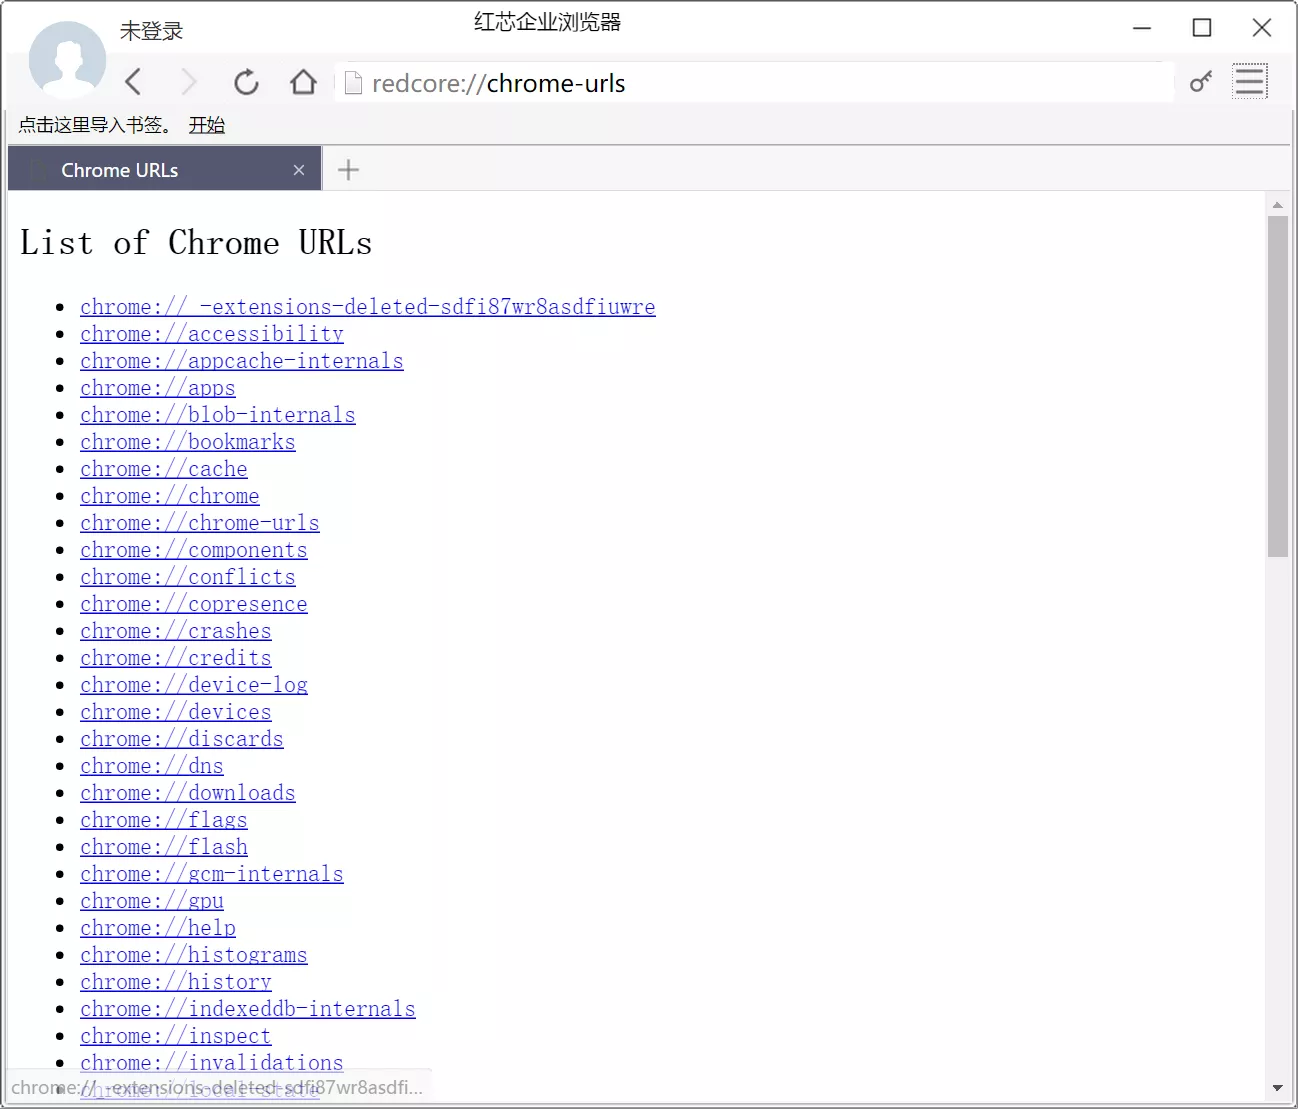 未登录
红芯企业浏览器
redcore://chrome-urls
点击这里导入书签。 开始
Chrome URLs
List of Chrome URLs
chrome:// -extensions-deleted-sdfi87wr8asdfiuwre
chrome://accessibility
chrome://appcache-internals
chrome://apps
chrome://blob-internals
chrome://bookmarks
chrome://cache
chrome://chrome
chrome://chrome-urls
chrome://components
chrome://conflicts
chrome://copresence
chrome://crashes
chrome://credits
chrome://device-log
chrome://devices
chrome://discards
chrome://dns
chrome://downloads
chrome://flags
chrome://flash
chrome://gcm-internals
chrome://gpu
chrome://help
chrome://histograms
chrome://history
chrome://indexeddb-internals
chrome://inspect
chrome://invalidations
chrome://local-state
chrome:// -extensions-deleted-sdfi87wr8asdfi...